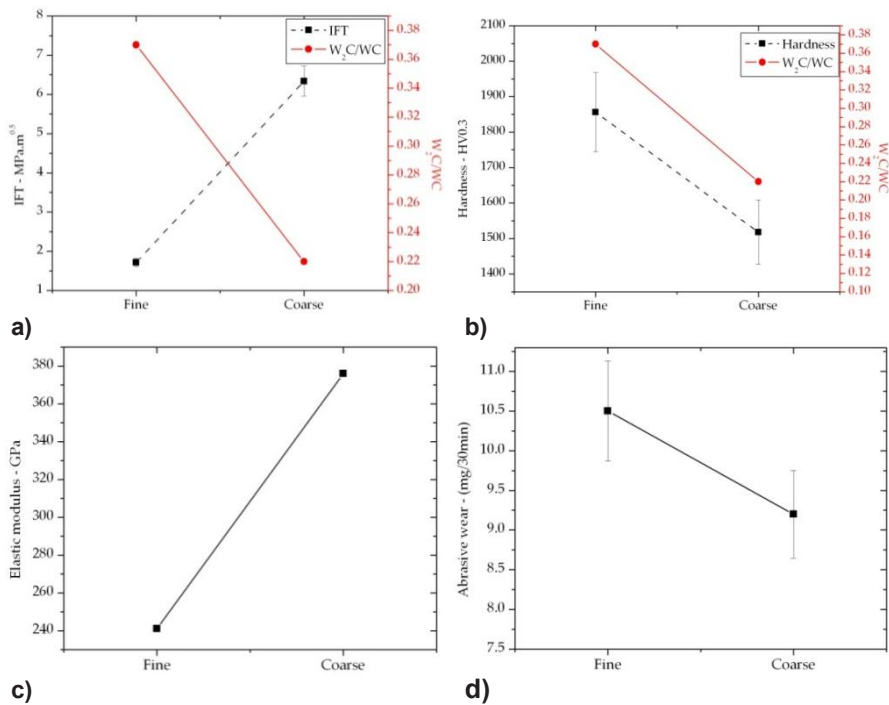 8
7
6
5
4
3
2
1
IFT - MPa.m^0.5
IFT
W₂C/WC
0.38
0.36
0.34
0.32
0.30
0.28
0.26
0.24
0.22
0.20
W₂C/WC
Fine
Coarse
a)
2100
2000
1900
1800
1700
1600
1500
1400
Hardness - HV0.3
Hardness
W₂C/WC
0.38
0.36
0.34
0.32
0.30
0.28
0.26
0.24
0.22
0.20
0.18
0.16
0.14
0.12
0.10
W₂C/WC
Fine
Coarse
b)
380
360
340
320
300
280
260
240
Elastic modulus - GPa
Fine
Coarse
c)
11.0
10.5
10.0
9.5
9.0
8.5
8.0
7.5
Abrasive wear - (mg/30min)
Fine
Coarse
d)